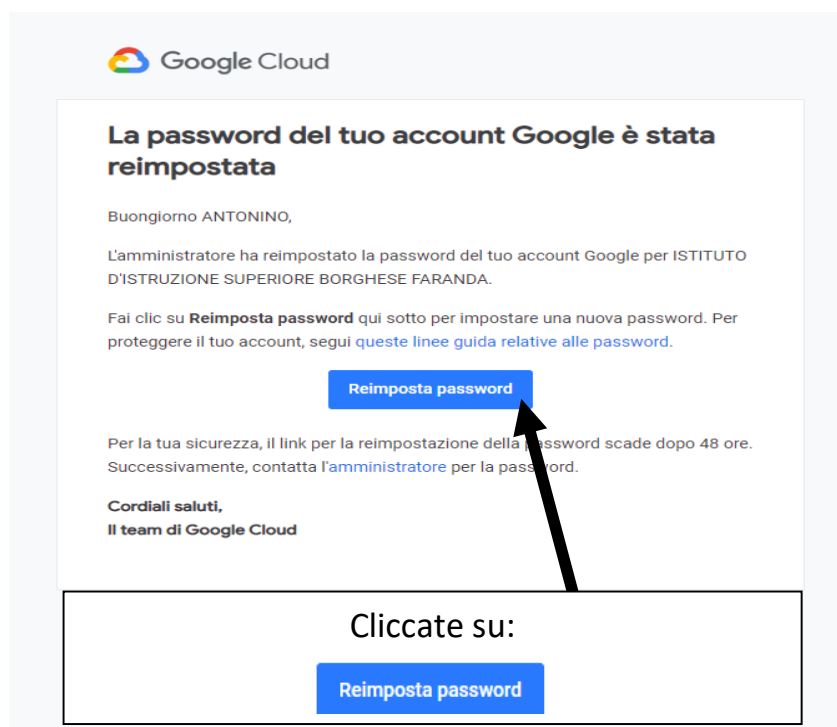 Google Cloud
La password del tuo account Google è stata
reimpostata
Buongiorno ANTONINO,
L'amministratore ha reimpostato la password del tuo account Google per ISTITUTO
D'ISTRUZIONE SUPERIORE BORGHESE FARANDA.
Fai clic su Reimposta password qui sotto per impostare una nuova password. Per
proteggere il tuo account, segui queste linee guida relative alle password.
Reimposta password
Per la tua sicurezza, il link per la reimpostazione della password scade dopo 48 ore.
Successivamente, contatta l'amministratore per la password.
Cordiali saluti,
Il team di Google Cloud
Cliccate su:
Reimposta password